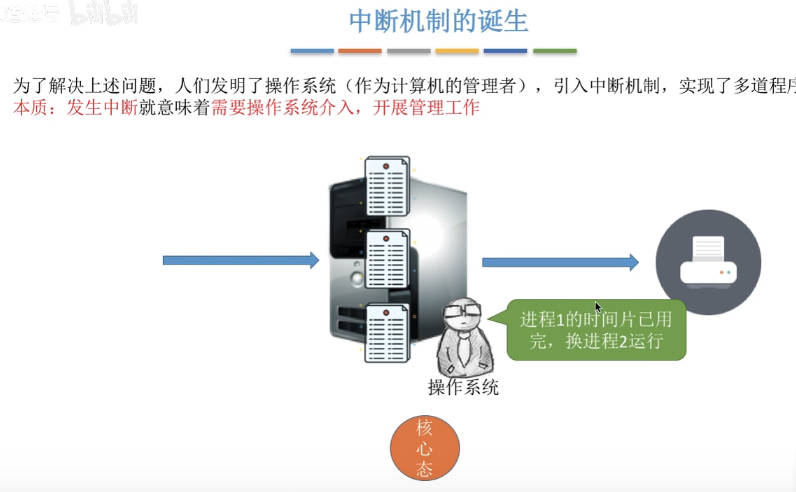 bilibili
中断机制的诞生
为了解决上述问题，人们发明了操作系统（作为计算机的管理者），引入中断机制，实现了多道程序
本质：发生中断就意味着需要操作系统介入，开展管理工作
进程1的时间片已用
完，换进程2运行
操作系统
核
心
态